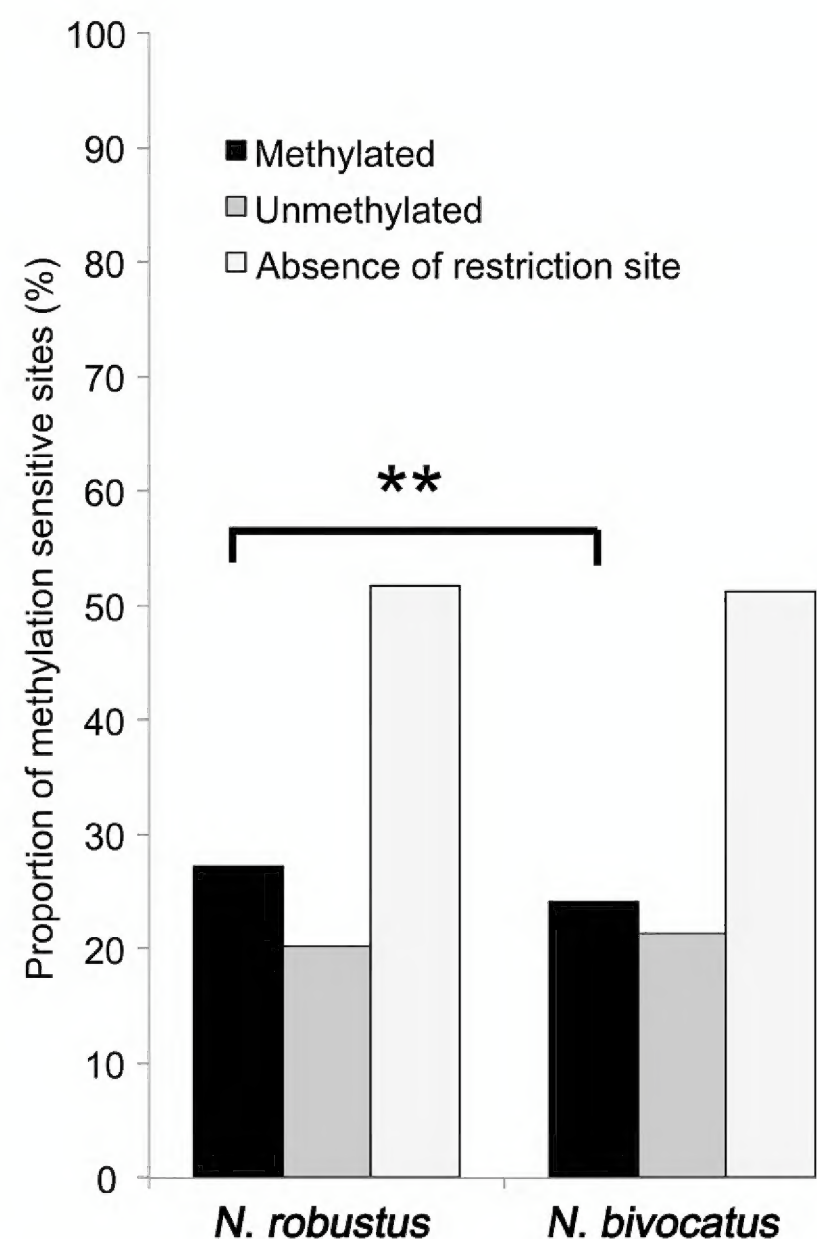 100
90
80
70
60
50
40
30
20
10
0
Proportion of methylation sensitive sites (%)
Methylated
Unmethylated
Absence of restriction site
**
N. robustus
N. bivocatus